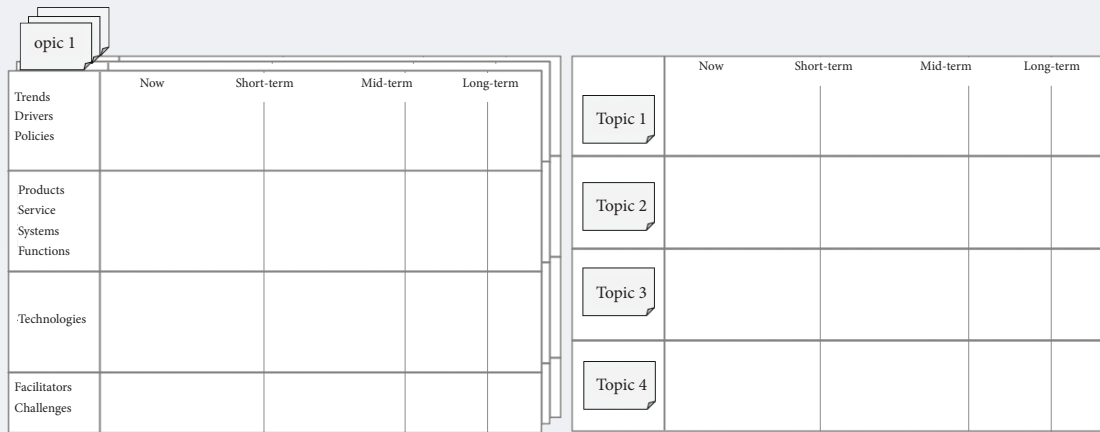 opic 1
Now Short-term Mid-term Long-term
Trends
Drivers
Policies
Products
Service
Systems
Functions
Technologies
Facilitators
Challenges
Now Short-term Mid-term Long-term
Topic 1
Topic 2
Topic 3
Topic 4